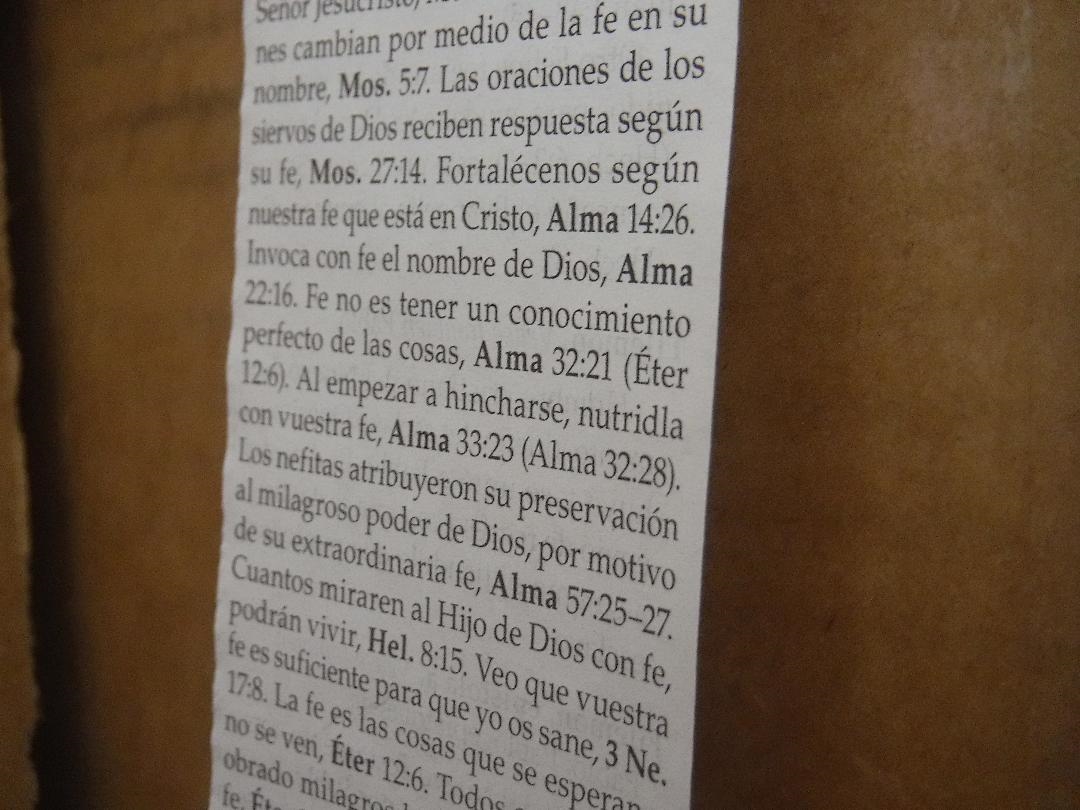 Señor Jesucristo,
nes cambian por medio de la fe en su
nombre, Mos. 5:7. Las oraciones de los
siervos de Dios reciben respuesta según
su fe, Mos. 27:14. Fortalécenos según
nuestra fe que está en Cristo, Alma 14:26.
Invoca con fe el nombre de Dios, Alma
22:16. Fe no es tener un conocimiento
perfecto de las cosas, Alma 32:21 (Éter
12:6). Al empezar a hincharse, nutridla
con vuestra fe, Alma 33:23 (Alma 32:28).
Los nefitas atribuyeron su preservación
al milagroso poder de Dios, por motivo
de su extraordinaria fe, Alma 57:25–27.
Cuantos miraren al Hijo de Dios con fe,
podrán vivir, Hel. 8:15. Veo que vuestra
fe es suficiente para que yo os sane, 3 Ne.
17:8. La fe es las cosas que se esperan
no se ven, Éter 12:6. Todos
obrado milagros
fe, Éter